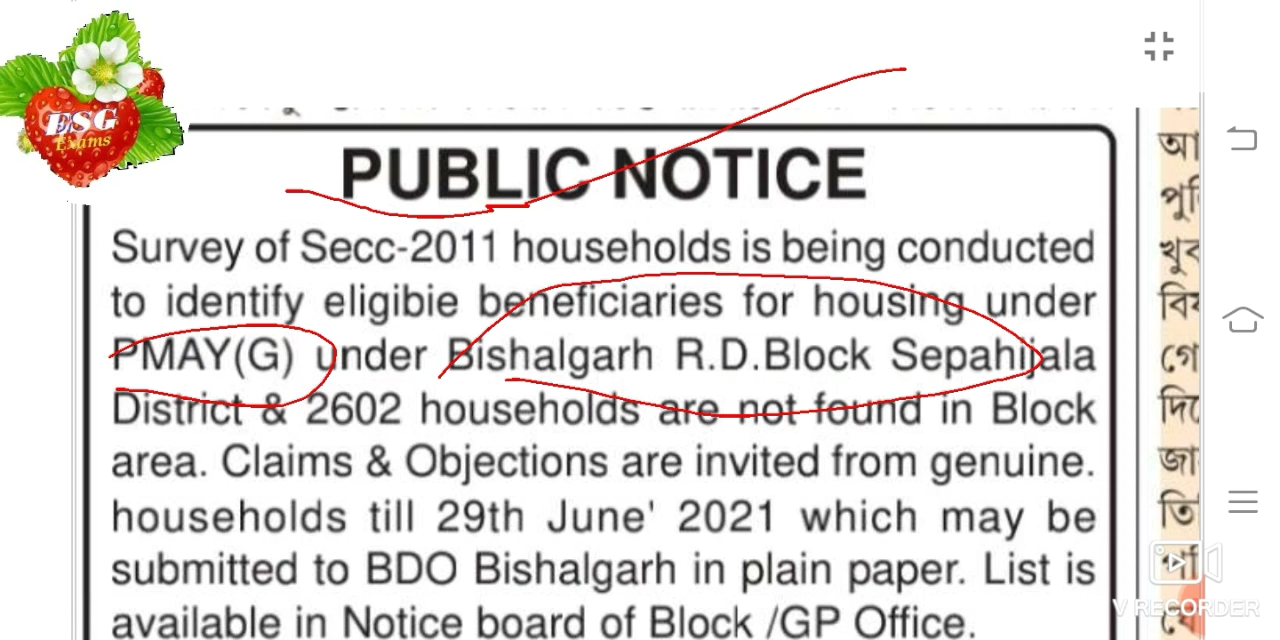 ESG
Exams
PUBLIC NOTICE
Survey of Secc-2011 households is being conducted
to identify eligibie beneficiaries for housing under
PMAY(G) under Bishalgarh R.D.Block Sepahijala
District & 2602 households are not found in Block
area. Claims & Objections are invited from genuine.
households till 29th June' 2021 which may be
submitted to BDO Bishalgarh in plain paper. List is
available in Notice board of Block /GP Office.
V RECORDER